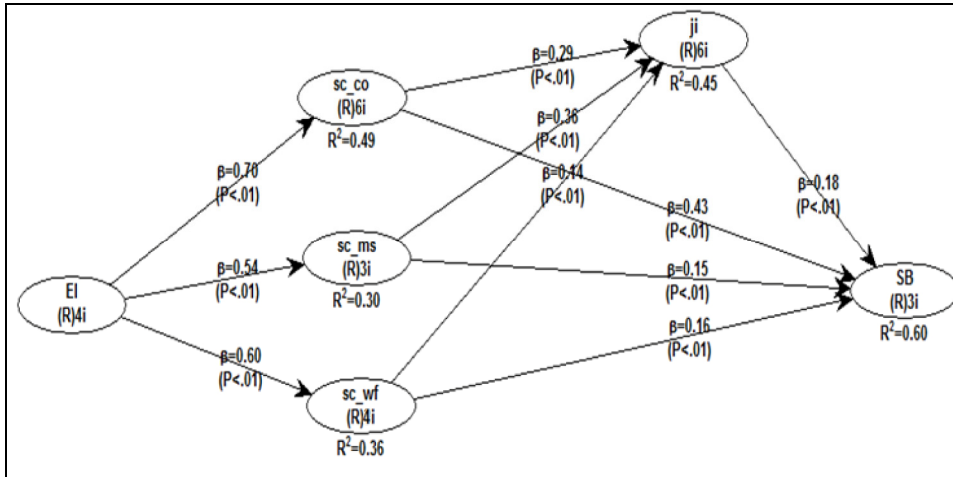 ji
(R)6i
R²=0.45
β=0.29
(P<.01)
sc_co
(R)6i
R²=0.49
β=0.36
(P<.01)
β=0.14
(P<.01)
β=0.70
(P<.01)
β=0.18
(P<.01)
β=0.43
(P<.01)
sc_ms
(R)3i
R²=0.30
β=0.54
(P<.01)
β=0.15
(P<.01)
EI
(R)4i
SB
(R)3i
R²=0.60
β=0.60
(P<.01)
β=0.16
(P<.01)
sc_wf
(R)4i
R²=0.36